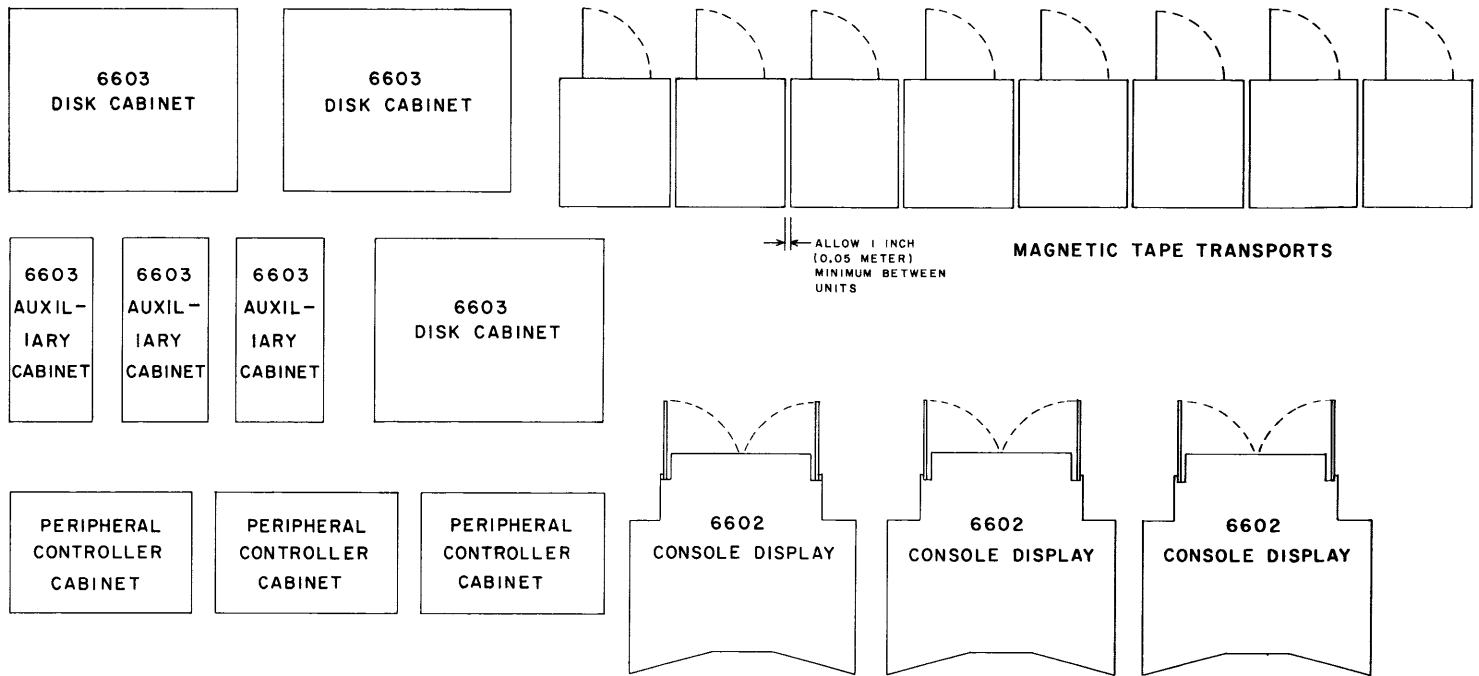 6603
DISK CABINET
6603
DISK CABINET
ALLOW 1 INCH
(0.05 METER)
MINIMUM BETWEEN
UNITS
MAGNETIC TAPE TRANSPORTS
6603
AUXIL-
IARY
CABINET
6603
AUXIL-
IARY
CABINET
6603
AUXIL-
IARY
CABINET
6603
DISK CABINET
PERIPHERAL
CONTROLLER
CABINET
PERIPHERAL
CONTROLLER
CABINET
PERIPHERAL
CONTROLLER
CABINET
6602
CONSOLE DISPLAY
6602
CONSOLE DISPLAY
6602
CONSOLE DISPLAY